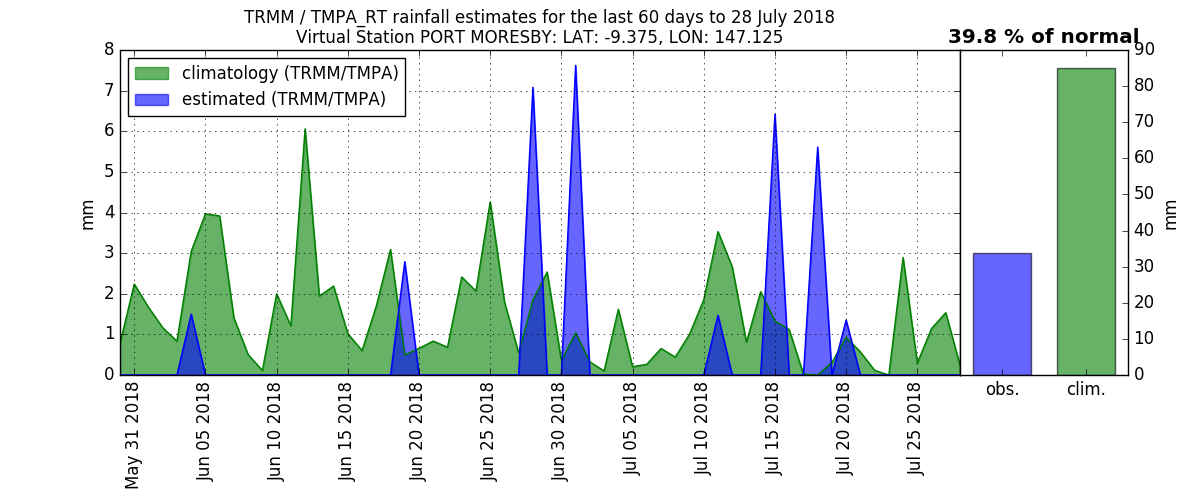 TRMM / TMPA_RT rainfall estimates for the last 60 days to 28 July 2018
Virtual Station PORT MORESBY: LAT: -9.375, LON: 147.125
39.8 % of normal
climatology (TRMM/TMPA)
estimated (TRMM/TMPA)
8
7
6
5
4
3
2
1
0
mm
May 31 2018
Jun 05 2018
Jun 10 2018
Jun 15 2018
Jun 20 2018
Jun 25 2018
Jun 30 2018
Jul 05 2018
Jul 10 2018
Jul 15 2018
Jul 20 2018
Jul 25 2018
obs.
clim.
90
80
70
60
50
40
30
20
10
0
mm